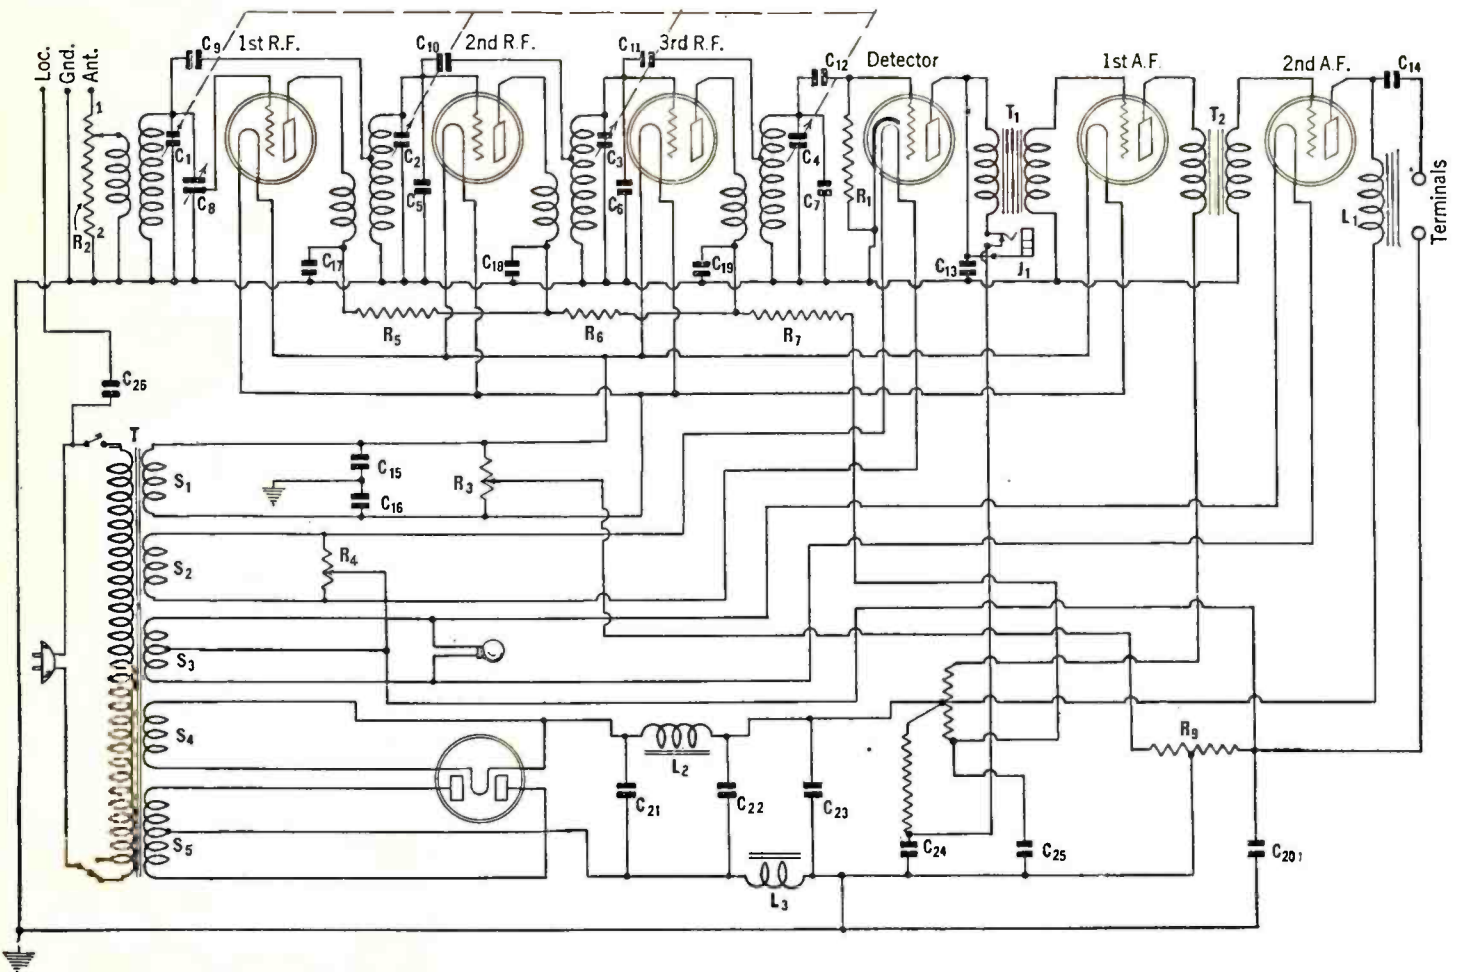 Loc.
Gnd.
Ant.
C9
1st R.F.
C10
2nd R.F.
C11
3rd R.F.
C12
Detector
1st A.F.
2nd A.F.
C14
1
T1
T2
C1
C2
C3
C4
C8
C5
C6
C7
R1
L1
Terminals
R2
2
C17
C18
C19
C13
J1
R5
R6
R7
C26
T
S1
C15
R3
C16
S2
R4
S3
S4
R9
L2
C21
C22
C23
S5
C24
C25
C20
L3